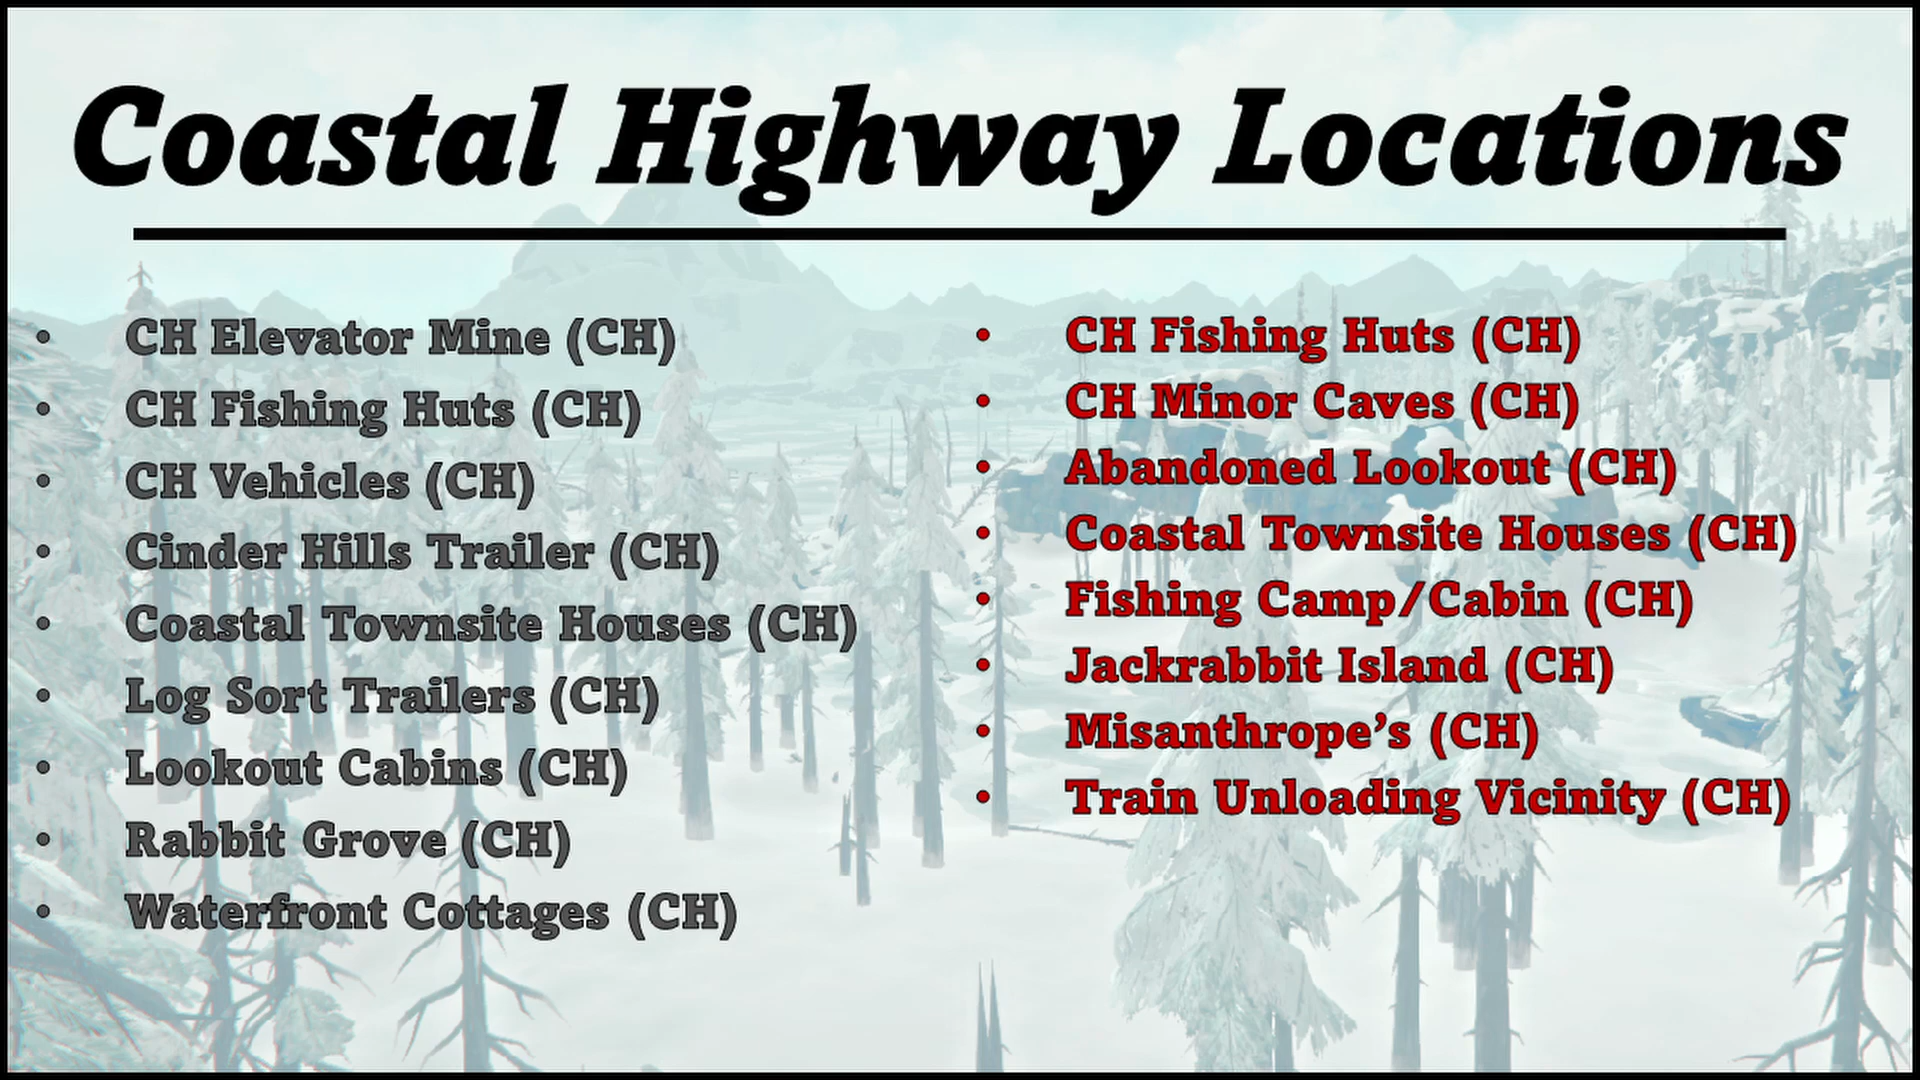 Coastal Highway Locations
• CH Elevator Mine (CH)
• CH Fishing Huts (CH)
• CH Vehicles (CH)
• Cinder Hills Trailer (CH)
• Coastal Townsite Houses (CH)
• Log Sort Trailers (CH)
• Lookout Cabins (CH)
• Rabbit Grove (CH)
• Waterfront Cottages (CH)
• CH Fishing Huts (CH)
• CH Minor Caves (CH)
• Abandoned Lookout (CH)
• Coastal Townsite Houses (CH)
• Fishing Camp/Cabin (CH)
• Jackrabbit Island (CH)
• Misanthrope’s (CH)
• Train Unloading Vicinity (CH)